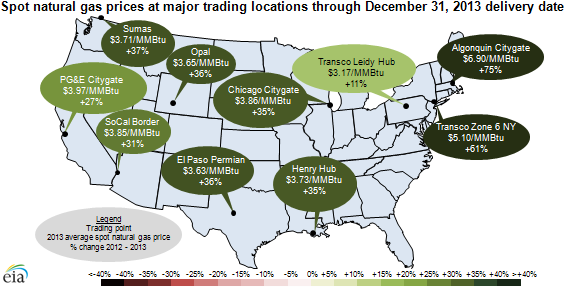 Spot natural gas prices at major trading locations through December 31, 2013 delivery date
Sumas
$3.71/MMBtu
+37%
Opal
$3.65/MMBtu
+36%
Transco Leidy Hub
$3.17/MMBtu
+11%
Algonquin Citygate
$6.90/MMBtu
+75%
PG&E Citygate
$3.97/MMBtu
+27%
Chicago Citygate
$3.86/MMBtu
+35%
SoCal Border
$3.85/MMBtu
+31%
Transco Zone 6 NY
$5.10/MMBtu
+61%
El Paso Permian
$3.63/MMBtu
+36%
Henry Hub
$3.73/MMBtu
+35%
Legend
Trading point
2013 average spot natural gas price
% change 2012 - 2013
eia
<-40% -40% -35% -30% -25% -20% -15% -10% -5% 0% +5% +10% +15% +20% +25% +30% +35% +40% >+40%